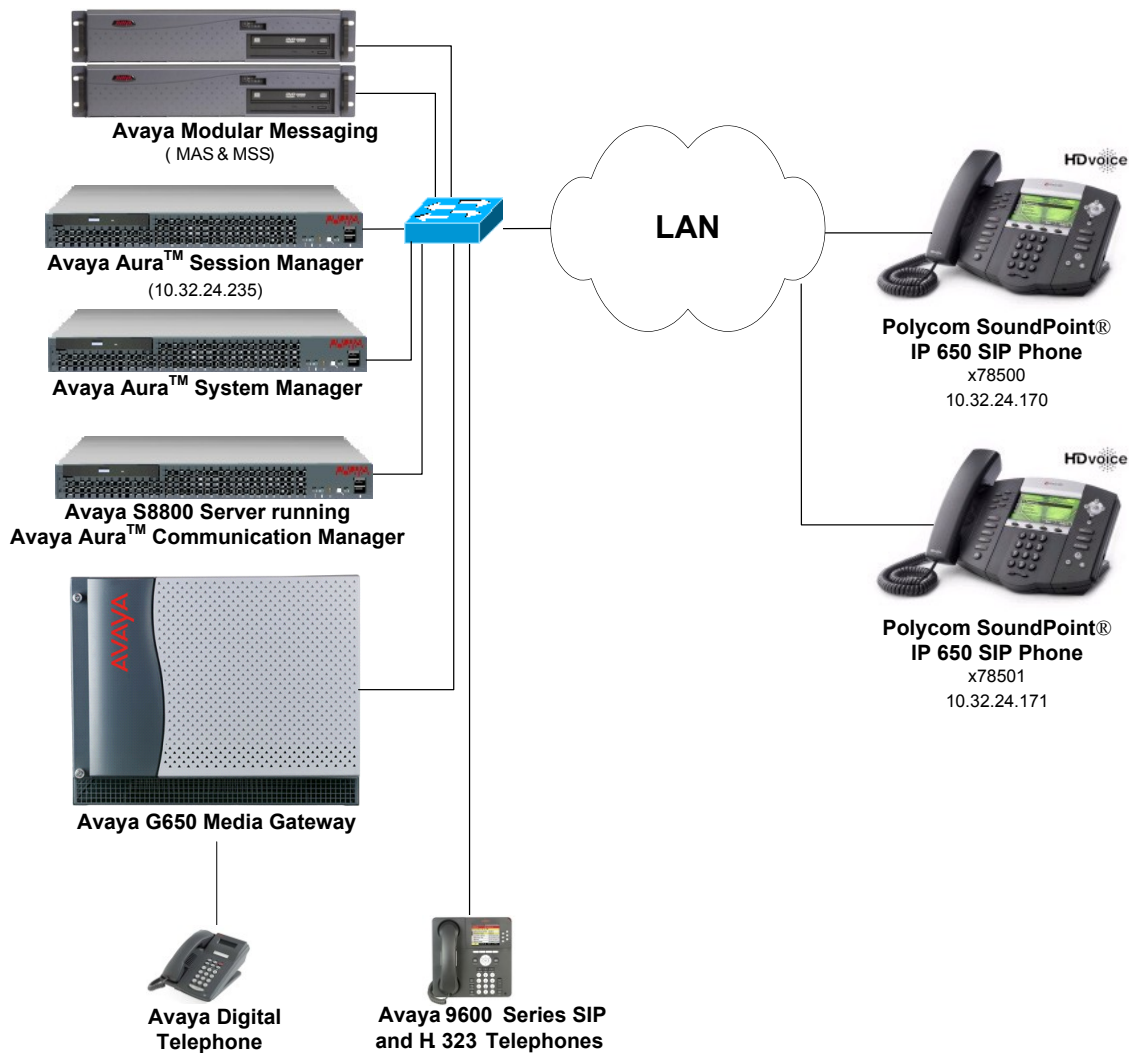 Avaya Modular Messaging
( MAS & MSS)
Avaya Aura™ Session Manager
(10.32.24.235)
Avaya Aura™ System Manager
Avaya S8800 Server running
Avaya Aura™ Communication Manager
AVAYA
Avaya G650 Media Gateway
Avaya Digital
Telephone
Avaya 9600 Series SIP
and H.323 Telephones
LAN
HDvoice
Polycom SoundPoint®
IP 650 SIP Phone
x78500
10.32.24.170
HDvoice
Polycom SoundPoint®
IP 650 SIP Phone
x78501
10.32.24.171